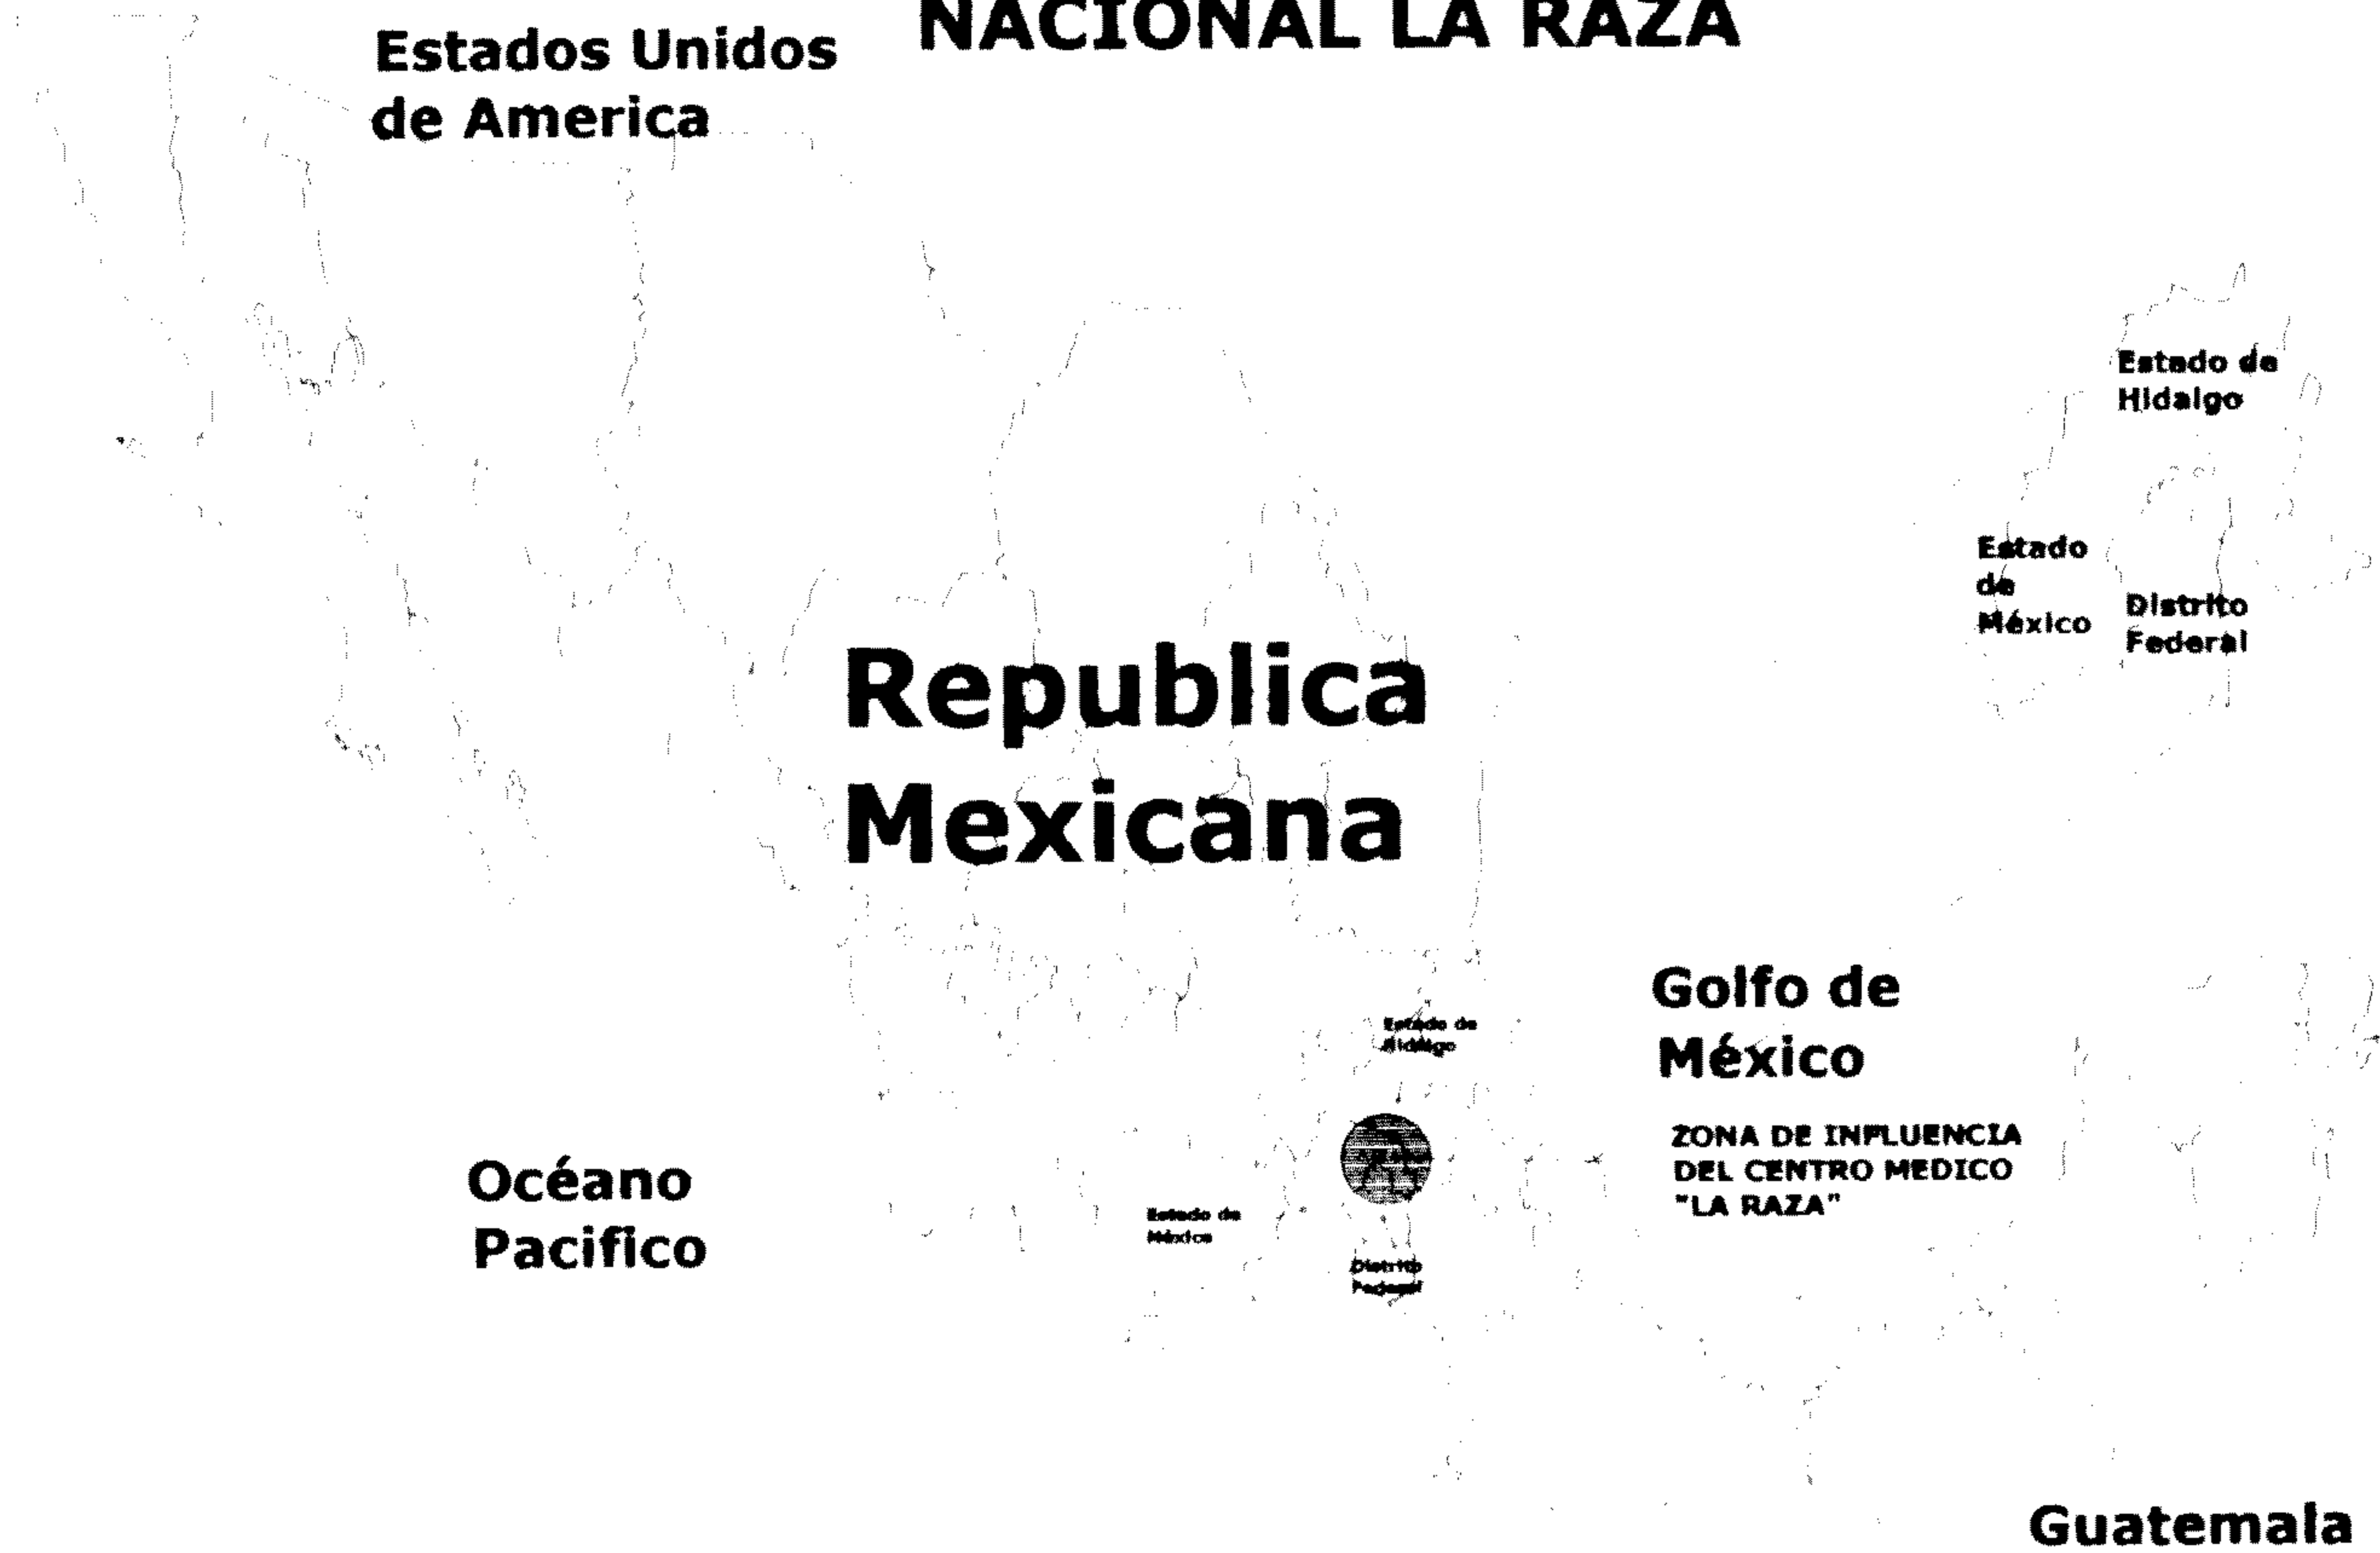 NACIONAL LA RAZA
Estados Unidos
de America
Estado de
Hidalgo
Estado
de
México
Distrito
Federal
Republica
Mexicana
Golfo de
México
Estado de
Hidalgo
ZONA DE INFLUENCIA
DEL CENTRO MEDICO
"LA RAZA"
Océano
Pacifico
Estado de
México
Distrito
Federal
Guatemala